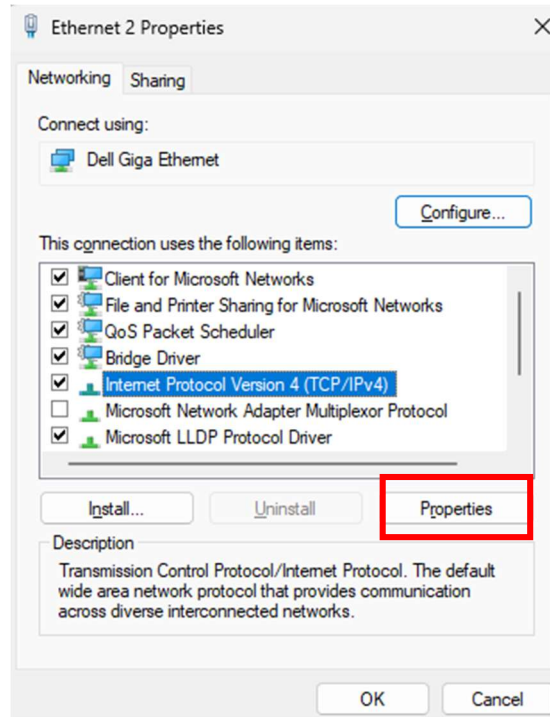 Ethernet 2 Properties
Networking Sharing
Connect using:
Dell Giga Ethernet
Configure...
This connection uses the following items:
Client for Microsoft Networks
File and Printer Sharing for Microsoft Networks
QoS Packet Scheduler
Bridge Driver
Internet Protocol Version 4 (TCP/IPv4)
Microsoft Network Adapter Multiplexor Protocol
Microsoft LLDP Protocol Driver
Install... Uninstall Properties
Description
Transmission Control Protocol/Internet Protocol. The default
wide area network protocol that provides communication
across diverse interconnected networks.
OK Cancel